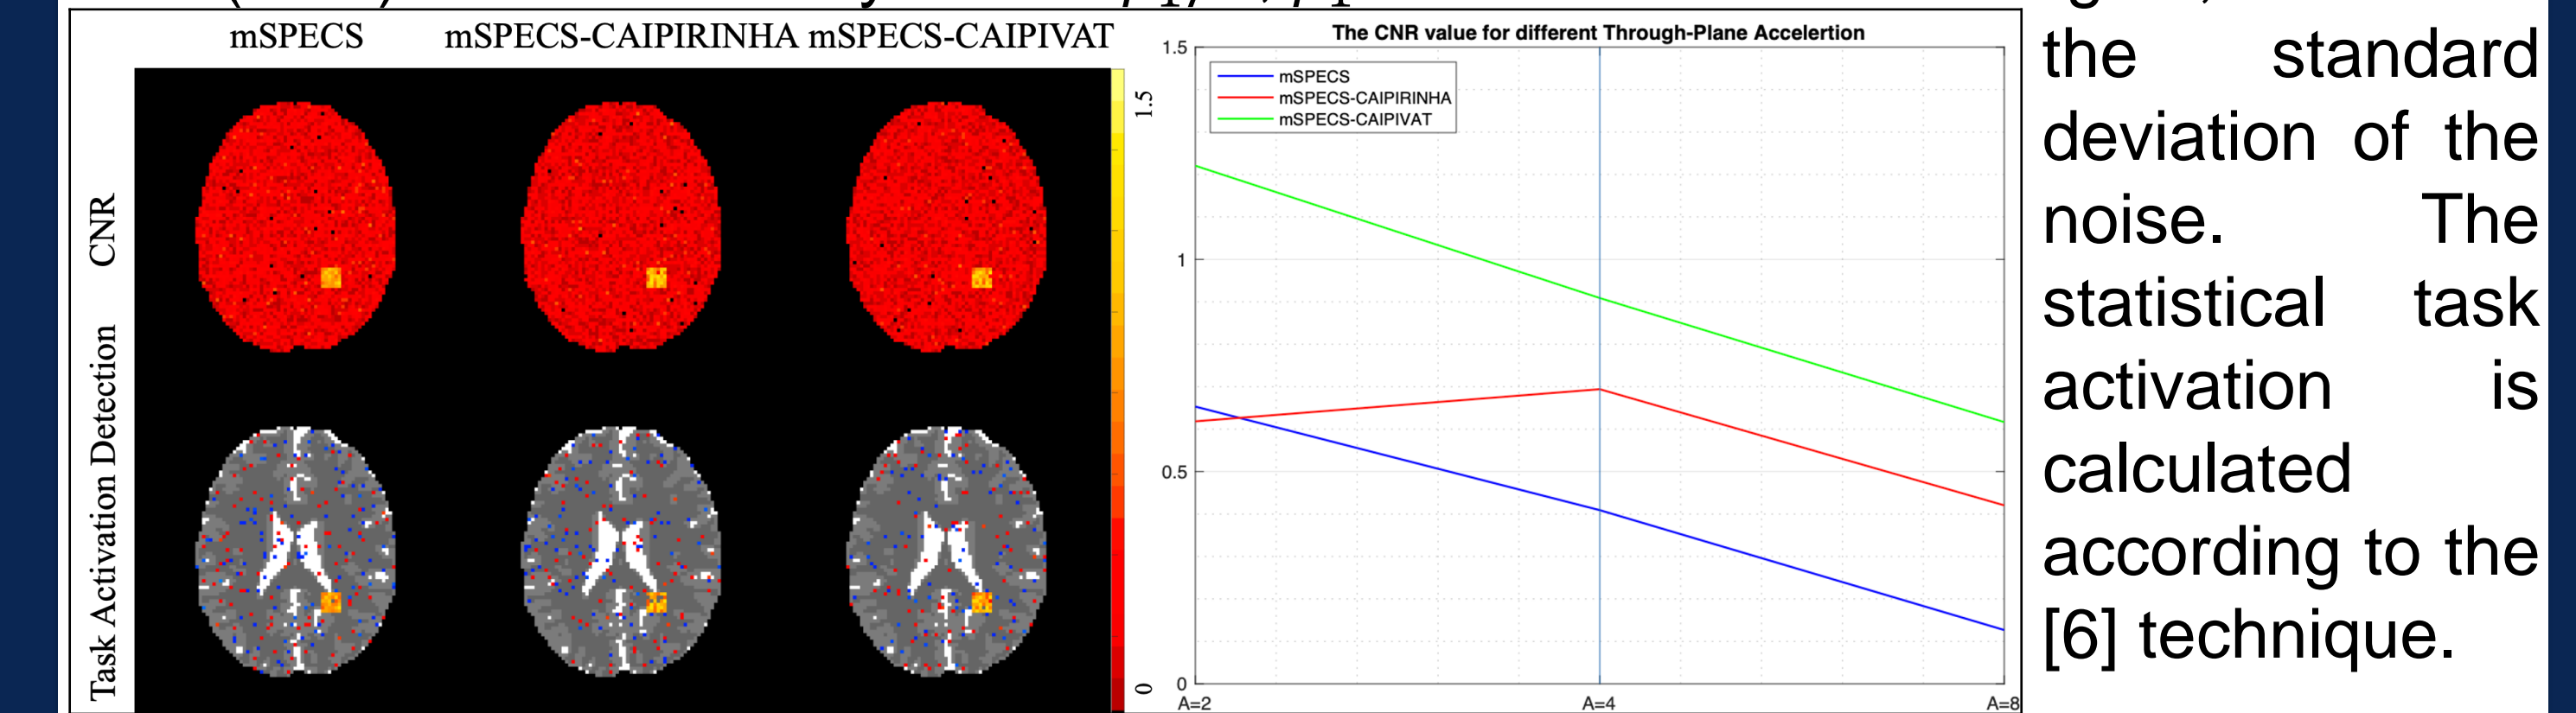 mSPECS mSPECS-CAIPIRINHA mSPECS-CAIPIVAT
CNR
Task Activation Detection
1.5
0
The CNR value for different Through-Plane Accelertion
mSPECS
mSPECS-CAIPIRINHA
mSPECS-CAIPIVAT
1.5
1
0.5
0
A=2 A=4 A=8
the standard
deviation of the
noise. The
statistical task
activation is
calculated
according to the
[6] technique.